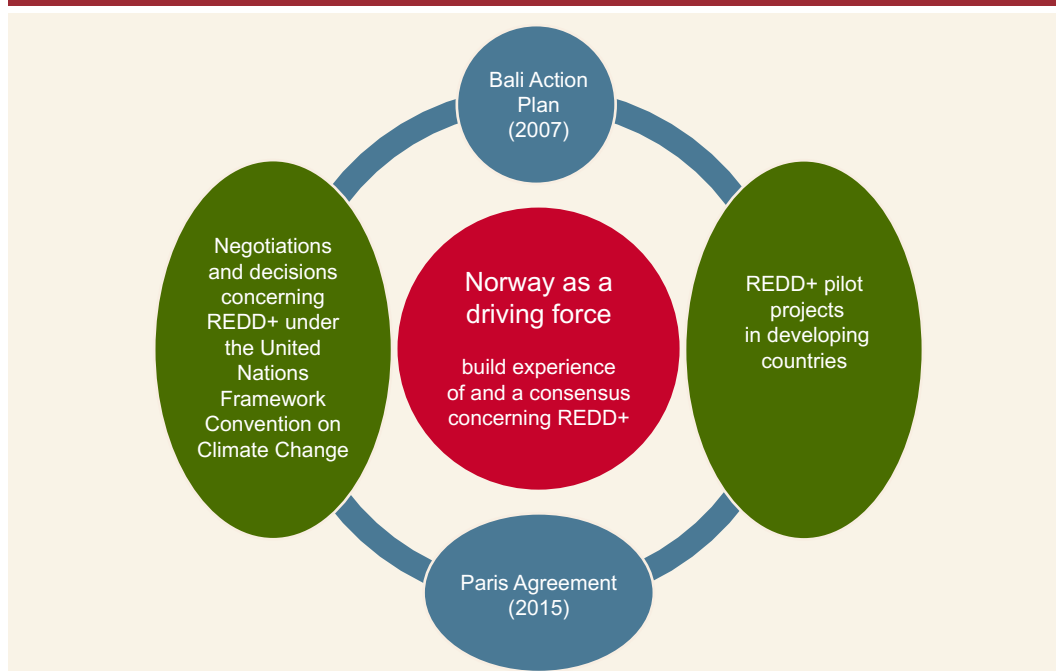 Bali Action
Plan
(2007)
Negotiations
and decisions
concerning
REDD+ under
the United
Nations
Framework
Convention on
Climate Change
Norway as a
driving force
build experience
of and a consensus
concerning REDD+
REDD+ pilot
projects
in developing
countries
Paris Agreement
(2015)